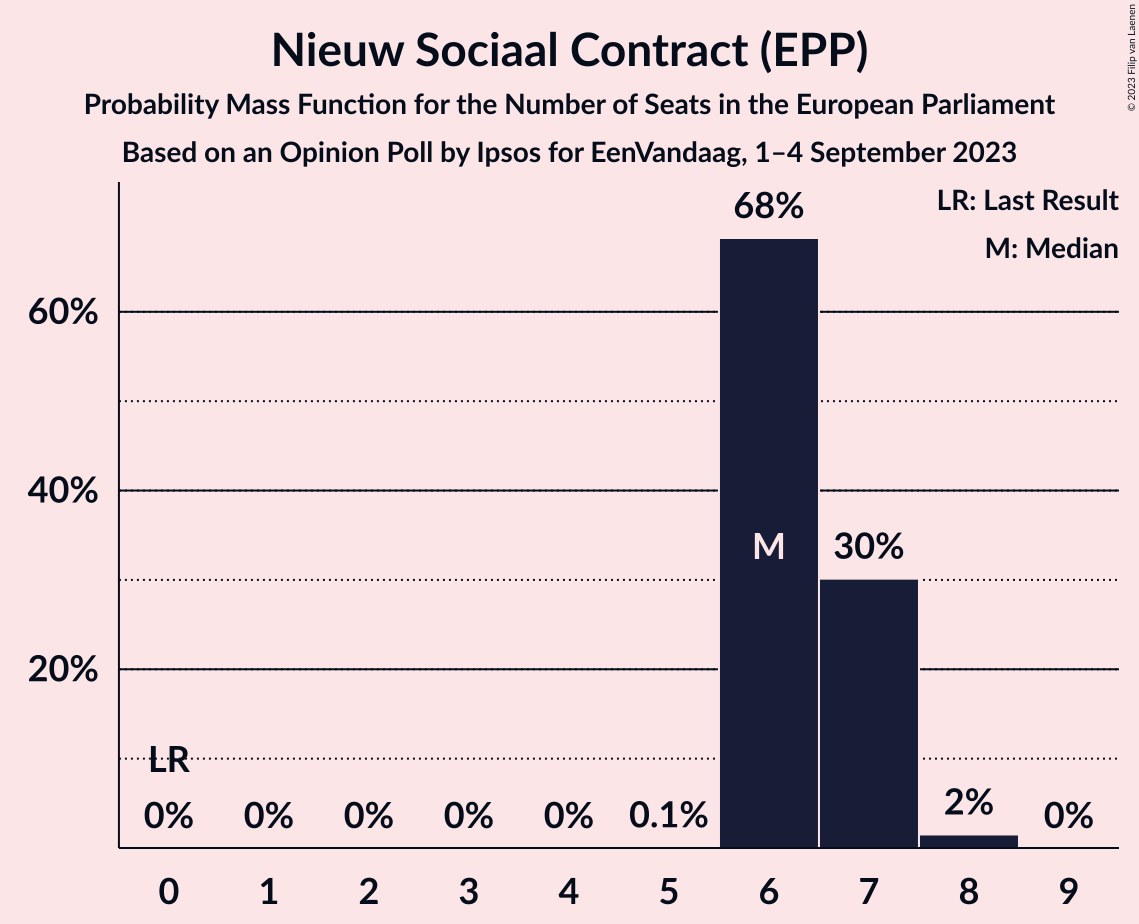 Nieuw Sociaal Contract (EPP)
Probability Mass Function for the Number of Seats in the European Parliament
Based on an Opinion Poll by Ipsos for EenVandaag, 1–4 September 2023
© 2023 Filip van Laenen
LR: Last Result
M: Median
68%
60%
40%
M
30%
20%
LR
0%
0%
0%
0%
0%
0.1%
2%
0%
0
1
2
3
4
5
6
7
8
9